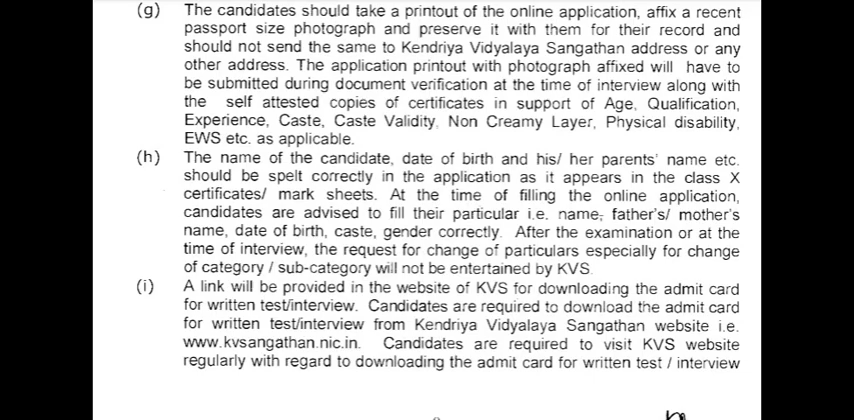 (g) The candidates should take a printout of the online application, affix a recent
passport size photograph and preserve it with them for their record and
should not send the same to Kendriya Vidyalaya Sangathan address or any
other address. The application printout with photograph affixed will have to
be submitted during document verification at the time of interview along with
the self attested copies of certificates in support of Age, Qualification,
Experience, Caste, Caste Validity, Non Creamy Layer, Physical disability,
EWS etc. as applicable.
(h) The name of the candidate, date of birth and his/ her parents' name etc.
should be spelt correctly in the application as it appears in the class X
certificates/ mark sheets. At the time of filling the online application,
candidates are advised to fill their particular i.e. name, father's/ mother's
name, date of birth, caste, gender correctly. After the examination or at the
time of interview, the request for change of particulars especially for change
of category / sub-category will not be entertained by KVS.
(i) A link will be provided in the website of KVS for downloading the admit card
for written test/interview. Candidates are required to download the admit card
for written test/interview from Kendriya Vidyalaya Sangathan website i.e.
www.kvsangathan.nic.in. Candidates are required to visit KVS website
regularly with regard to downloading the admit card for written test / interview